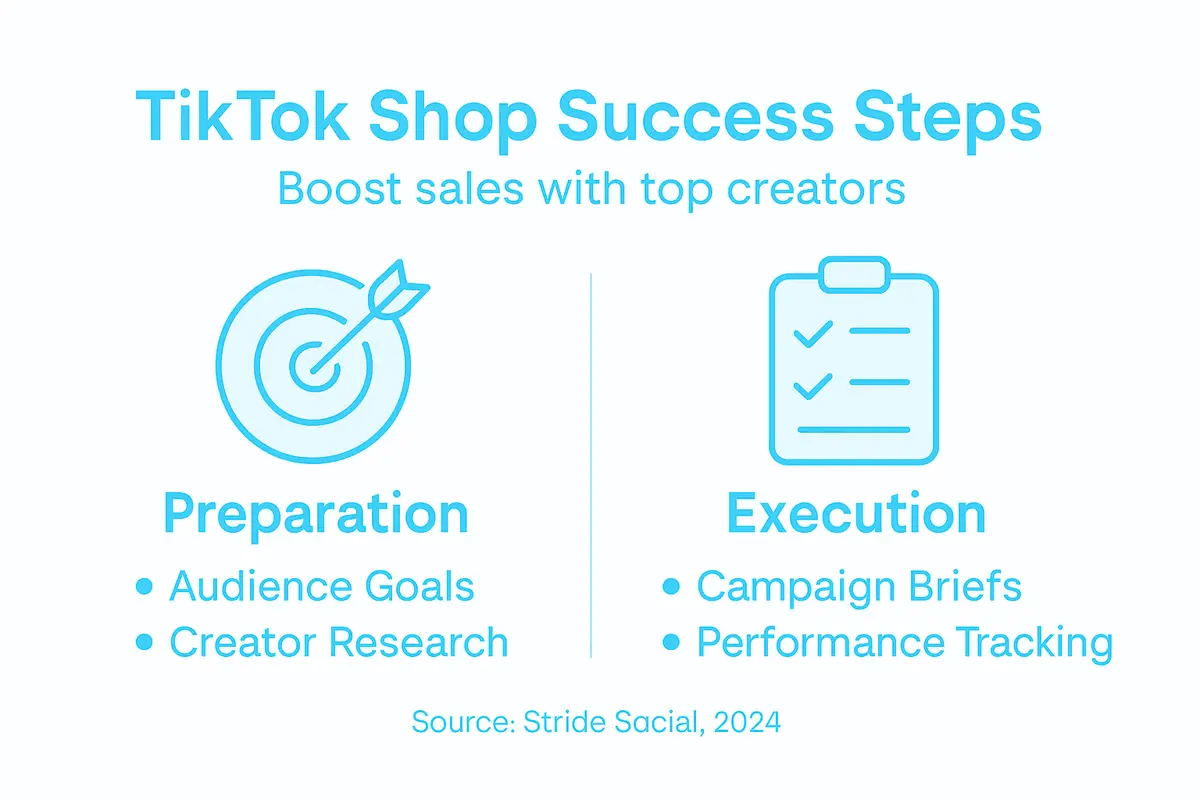 TikTok Shop Success Steps
Boost sales with top creators
Preparation
• Audience Goals
• Creator Research
Execution
• Campaign Briefs
• Performance Tracking
Source: Stride Sacial, 2024